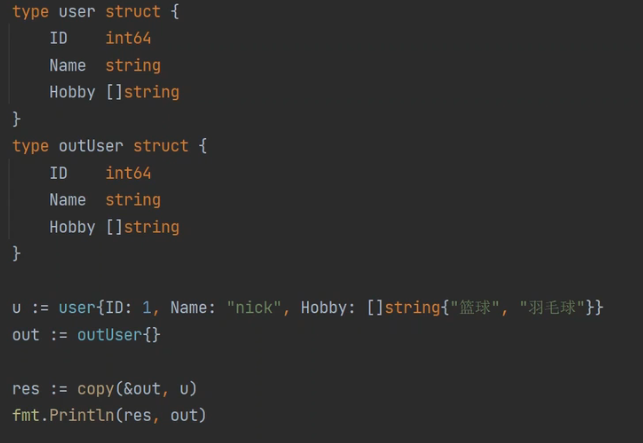 type user struct {
    ID    int64
    Name  string
    Hobby []string
}
type outUser struct {
    ID    int64
    Name  string
    Hobby []string
}

u := user{ID: 1, Name: "nick", Hobby: []string{"篮球", "羽毛球"}}
out := outUser{}

res := copy(&out, u)
fmt.Println(res, out)